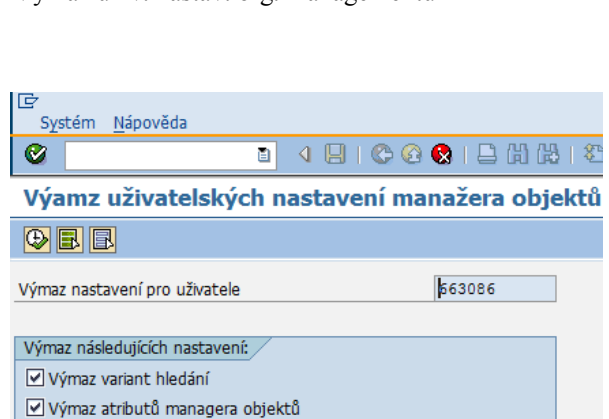 Systém Nápověda
Výamz uživatelských nastavení manažera objektů
Výmaz nastavení pro uživatele 663086
Výmaz následujících nastavení:
Výmaz variant hledání
Výmaz atributů managera objektů